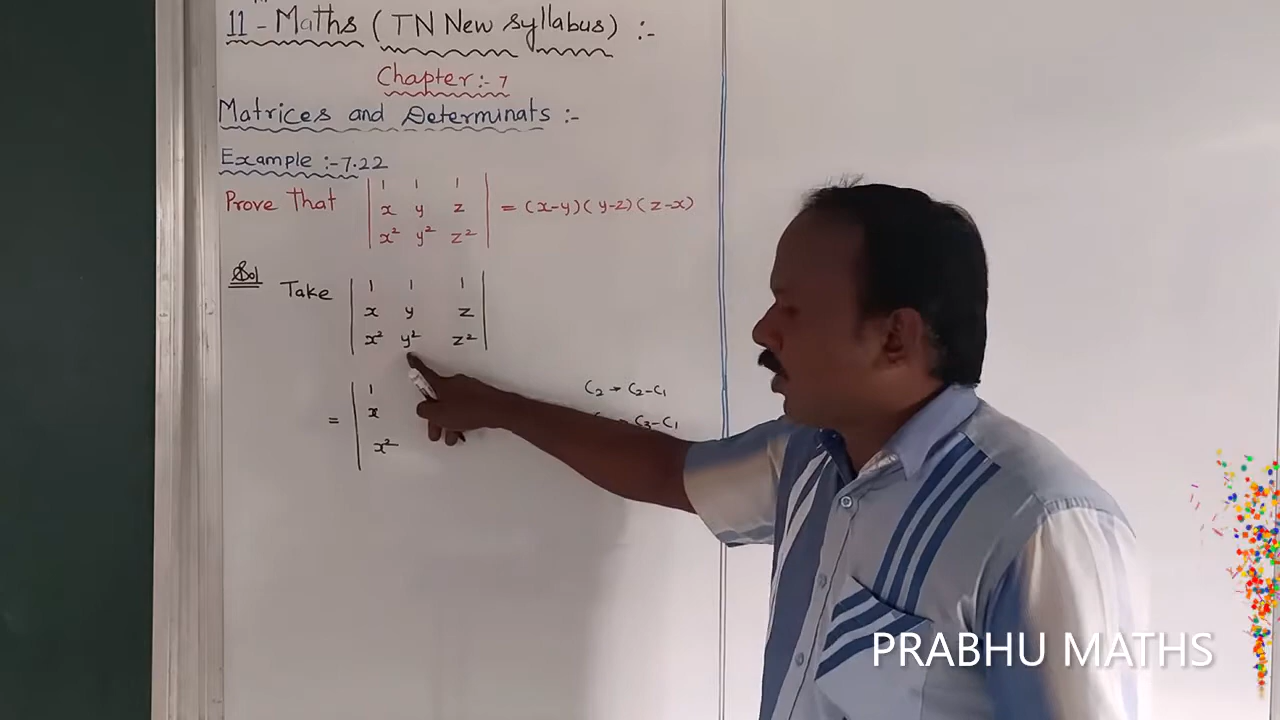 11 - Maths (TN New Syllabus) :-
Chapter :- 7
Matrices and Determinats :-
Example :- 7.22
Prove That | 1 1 1 |
| x y z | = (x-y)(y-z)(z-x)
| x² y² z² |
Sol Take | 1 1 1 |
| x y z |
| x² y² z² |
= | 1
x
x²
C₂ → C₂-C₁
C₃-C₁
PRABHU MATHS